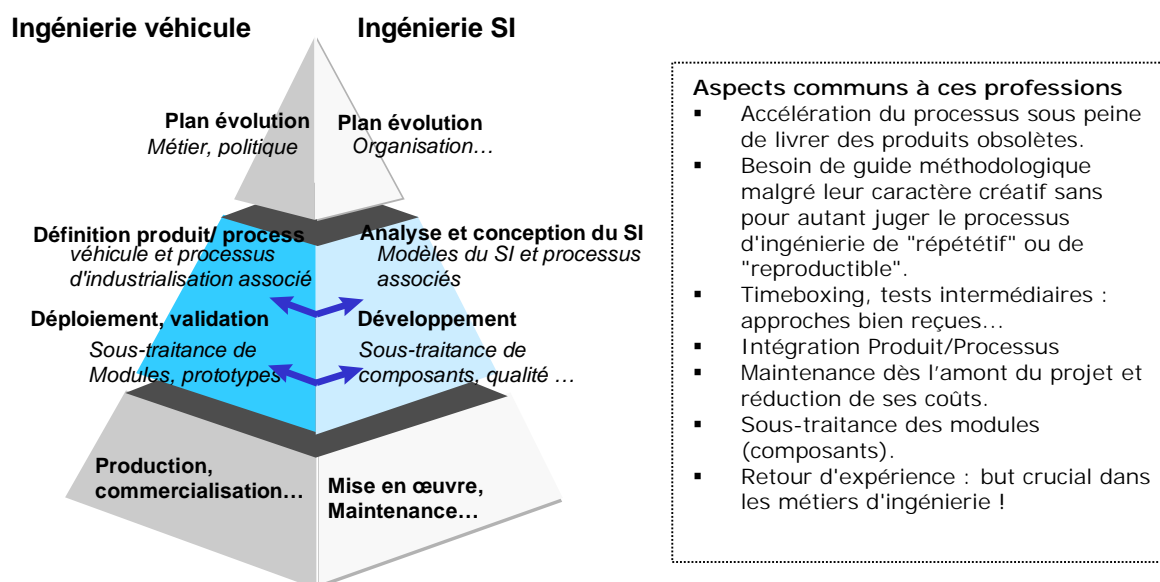 Ingénierie véhicule
Ingénierie SI
Plan évolution
Métier, politique
Plan évolution
Organisation…
Définition produit/ process
véhicule et processus
d'industrialisation associé
Analyse et conception du SI
Modèles du SI et processus
associés
Déploiement, validation
Sous-traitance de
Modules, prototypes
Développement
Sous-traitance de
composants, qualité …
Production,
commercialisation…
Mise en œuvre,
Maintenance…
Aspects communs à ces professions
▪ Accélération du processus sous peine
de livrer des produits obsolètes.
▪ Besoin de guide méthodologique
malgré leur caractère créatif sans
pour autant juger le processus
d'ingénierie de "répététif" ou de
"reproductible".
▪ Timeboxing, tests intermédiaires :
approches bien reçues…
▪ Intégration Produit/Processus
▪ Maintenance dès l'amont du projet et
réduction de ses coûts.
▪ Sous-traitance des modules
(composants).
▪ Retour d'expérience : but crucial dans
les métiers d'ingénierie !